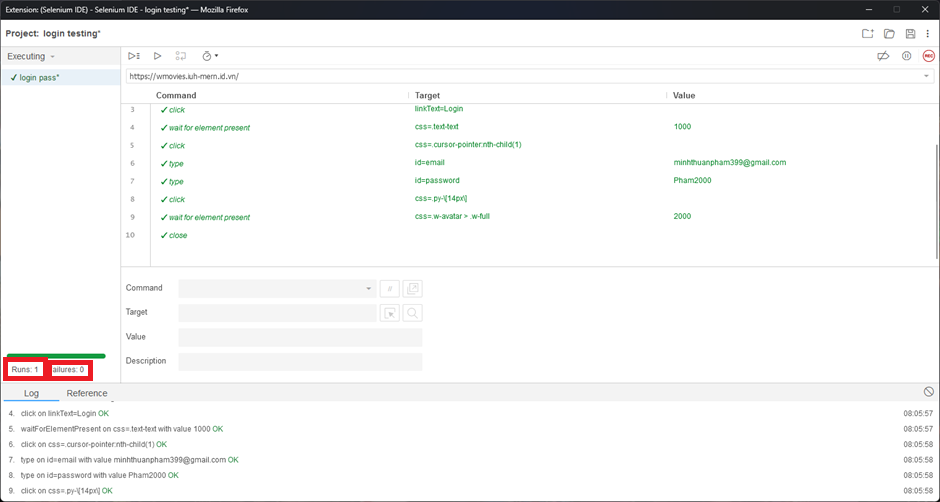 Extension: (Selenium IDE) - Selenium IDE - login testing* — Mozilla Firefox
Project: login testing*
Executing
✓ login pass*
https://wmovies.iuh-mern.id.vn/
Command Target Value
3 ✓ click linkText=Login
4 ✓ wait for element present css=.text-text 1000
5 ✓ click css=.cursor-pointer:nth-child(1)
6 ✓ type id=email minhthuanpham399@gmail.com
7 ✓ type id=password Pham2000
8 ✓ click css=.py-\[14px\]
9 ✓ wait for element present css=.w-avatar > .w-full 2000
10 ✓ close
Command //
Target
Value
Description
Runs: 1 ailures: 0
Log Reference
4. click on linkText=Login OK 08:05:57
5. waitForElementPresent on css=.text-text with value 1000 OK 08:05:57
6. click on css=.cursor-pointer:nth-child(1) OK 08:05:58
7. type on id=email with value minhthuanpham399@gmail.com OK 08:05:58
8. type on id=password with value Pham2000 OK 08:05:58
9. click on css=.py-\[14px\] OK 08:05:58
REC